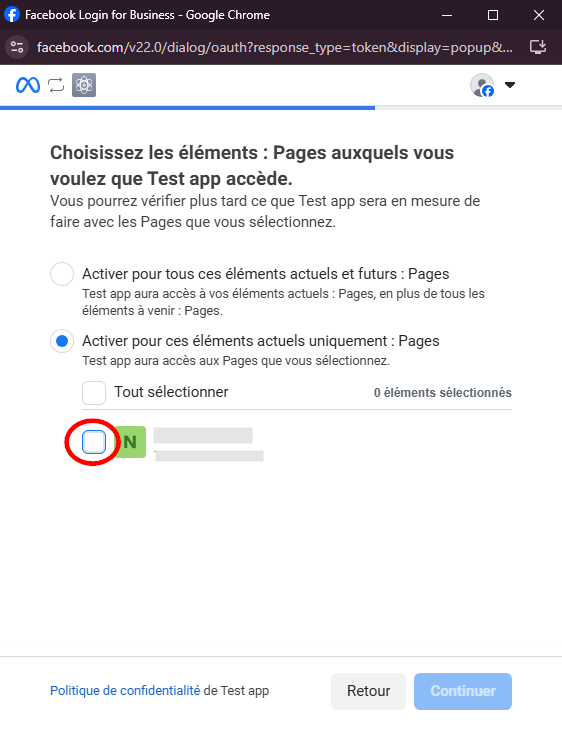 Facebook Login for Business - Google Chrome
facebook.com/v22.0/dialog/oauth?response_type=token&display=popup&...
Choisissez les éléments : Pages auxquels vous
voulez que Test app accède.
Vous pourrez vérifier plus tard ce que Test app sera en mesure de
faire avec les Pages que vous sélectionnez.
Activer pour tous ces éléments actuels et futurs : Pages
Test app aura accès à vos éléments actuels : Pages, en plus de tous les
éléments à venir : Pages.
Activer pour ces éléments actuels uniquement : Pages
Test app aura accès aux Pages que vous sélectionnez.
Tout sélectionner 0 éléments sélectionnés
N
Politique de confidentialité de Test app Retour Continuer